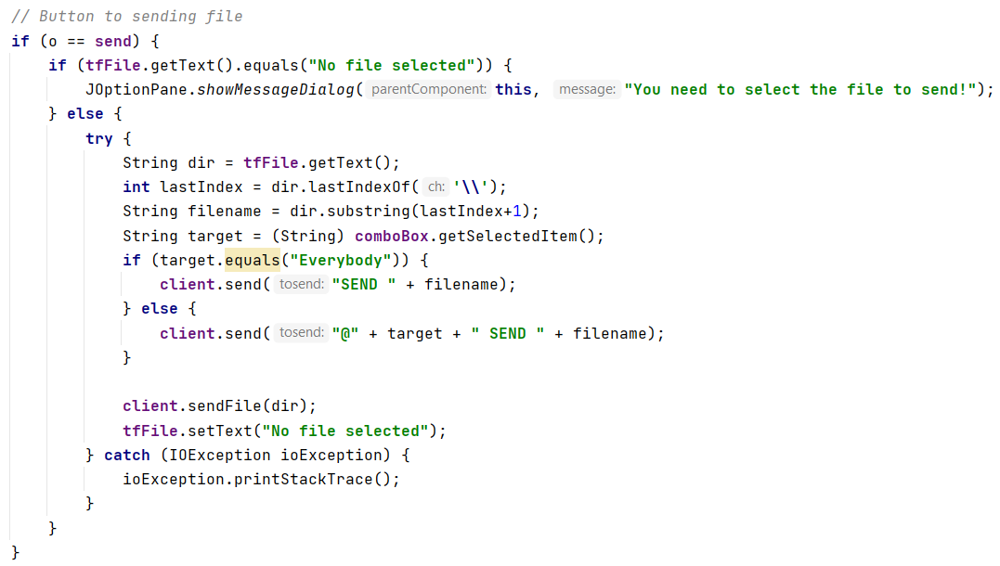 // Button to sending file
if (o == send) {
if (tfFile.getText().equals("No file selected")) {
JOptionPane.showMessageDialog( parentComponent: this, message: "You need to select the file to send!");
} else {
try {
String dir = tfFile.getText();
int lastIndex = dir.lastIndexOf( ch: '\\');
String filename = dir.substring(lastIndex+1);
String target = (String) comboBox.getSelectedItem();
if (target.equals("Everybody")) {
client.send( tosend: "SEND " + filename);
} else {
client.send( tosend: "@" + target + " SEND " + filename);
}
client.sendFile(dir);
tfFile.setText("No file selected");
} catch (IOException ioException) {
ioException.printStackTrace();
}
}
}